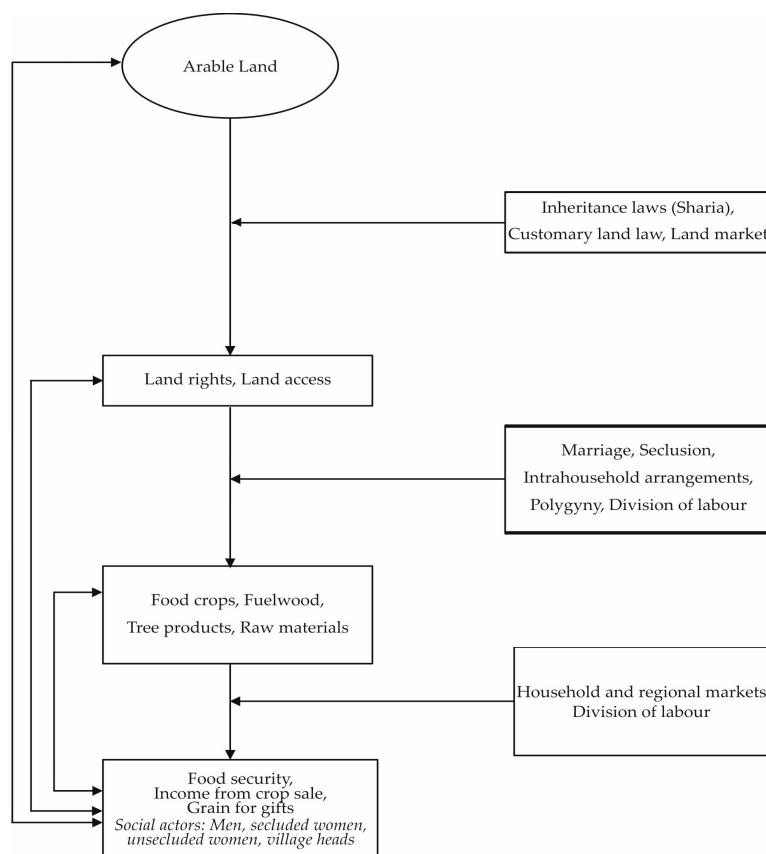 Arable Land
Inheritance laws (Sharia),
Customary land law, Land market
Land rights, Land access
Marriage, Seclusion,
Intrahousehold arrangements,
Polygyny, Division of labour
Food crops, Fuelwood,
Tree products, Raw materials
Household and regional markets
Division of labour
Food security,
Income from crop sale,
Grain for gifts
Social actors: Men, secluded women,
unsecluded women, village heads